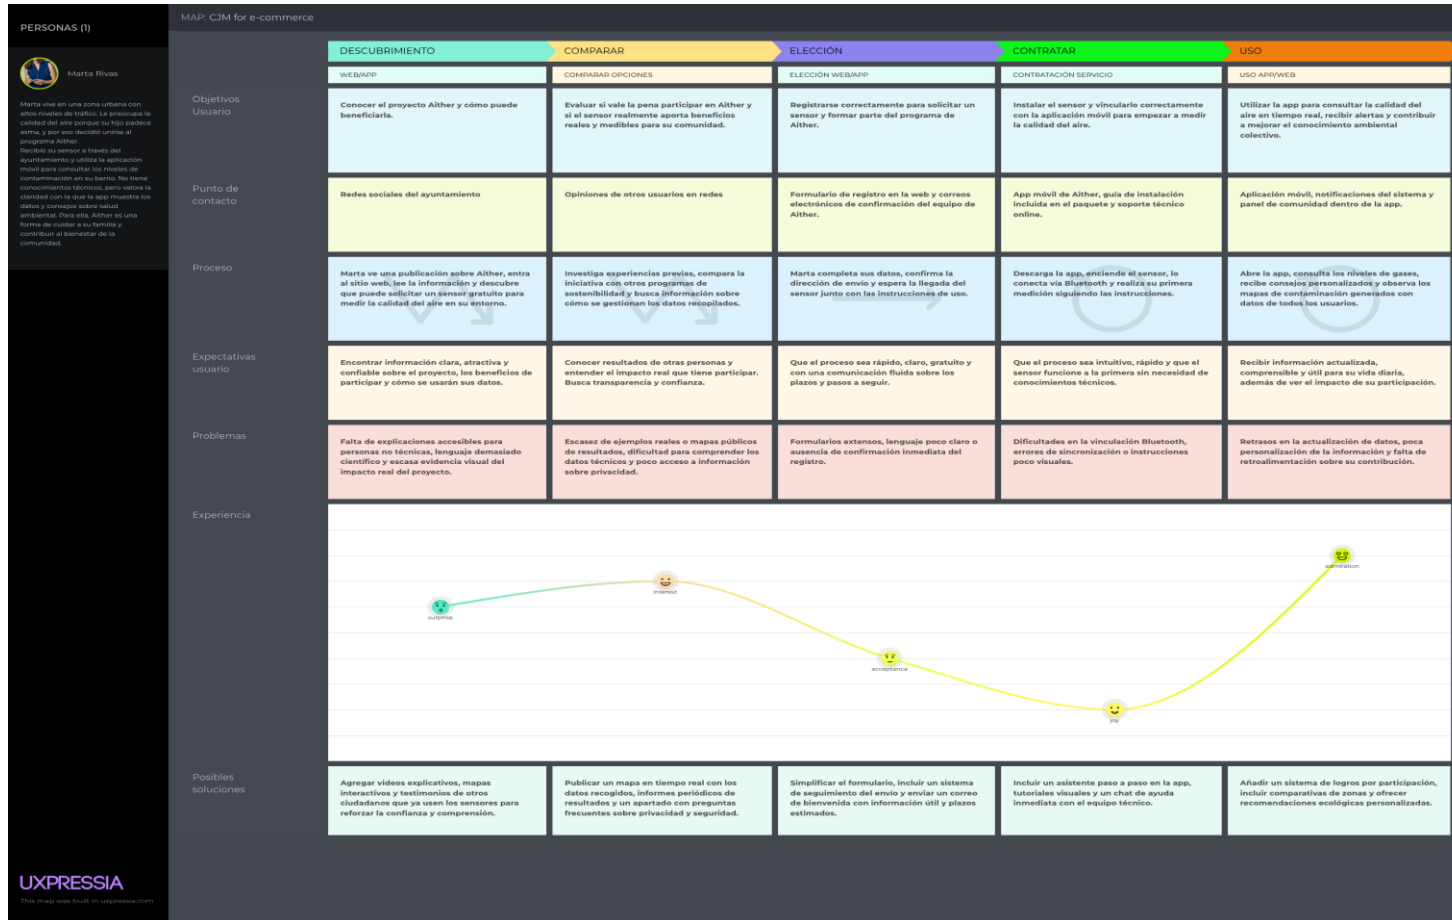 PERSONAS (1)
Marta Rivas
Marta vive en una zona urbana con
altos niveles de tráfico. Le preocupa la
calidad del aire porque su hijo padece
asma, y por eso decidió unirse al
programa Aither.
Recibió su sensor a través del
ayuntamiento y utiliza la aplicación
móvil para consultar los niveles de
contaminación en su barrio. No tiene
conocimientos técnicos, pero valora la
claridad con la que la app muestra los
datos y consejos sobre salud
ambiental. Para ella, Aither es una
forma de cuidar a su familia y
contribuir al bienestar de la
comunidad.
MAP: CJM for e-commerce
DESCUBRIMIENTO
COMPARAR
ELECCIÓN
CONTRATAR
USO
WEB/APP
COMPARAR OPCIONES
ELECCIÓN WEB/APP
CONTRATACIÓN SERVICIO
USO APP/WEB
Objetivos
Usuario
Conocer el proyecto Aither y cómo puede
beneficiarla.
Evaluar si vale la pena participar en Aither y
si el sensor realmente aporta beneficios
reales y medibles para su comunidad.
Registrarse correctamente para solicitar un
sensor y formar parte del programa de
Aither.
Instalar el sensor y vincularlo correctamente
con la aplicación móvil para empezar a medir
la calidad del aire.
Utilizar la app para consultar la calidad del
aire en tiempo real, recibir alertas y contribuir
a mejorar el conocimiento ambiental
colectivo.
Punto de
contacto
Redes sociales del ayuntamiento
Opiniones de otros usuarios en redes
Formulario de registro en la web y correos
electrónicos de confirmación del equipo de
Aither.
App móvil de Aither, guía de instalación
incluida en el paquete y soporte técnico
online.
Aplicación móvil, notificaciones del sistema y
panel de comunidad dentro de la app.
Proceso
Marta ve una publicación sobre Aither, entra
al sitio web, lee la información y descubre
que puede solicitar un sensor gratuito para
medir la calidad del aire en su entorno.
Investiga experiencias previas, compara la
iniciativa con otros programas de
sostenibilidad y busca información sobre
cómo se gestionan los datos recopilados.
Marta completa sus datos, confirma la
dirección de envío y espera la llegada del
sensor junto con las instrucciones de uso.
Descarga la app, enciende el sensor, lo
conecta vía Bluetooth y realiza su primera
medición siguiendo las instrucciones.
Abre la app, consulta los niveles de gases,
recibe consejos personalizados y observa los
mapas de contaminación generados con
datos de todos los usuarios.
Expectativas
usuario
Encontrar información clara, atractiva y
confiable sobre el proyecto, los beneficios de
participar y cómo se usarán sus datos.
Conocer resultados de otras personas y
entender el impacto real que tiene participar.
Busca transparencia y confianza.
Que el proceso sea rápido, claro, gratuito y
con una comunicación fluida sobre los
plazos y pasos a seguir.
Que el proceso sea intuitivo, rápido y que el
sensor funcione a la primera sin necesidad de
conocimientos técnicos.
Recibir información actualizada,
comprensible y útil para su vida diaria,
además de ver el impacto de su participación.
Problemas
Falta de explicaciones accesibles para
personas no técnicas, lenguaje demasiado
científico y escasa evidencia visual del
impacto real del proyecto.
Escasez de ejemplos reales o mapas públicos
de resultados, dificultad para comprender los
datos técnicos y poco acceso a información
sobre privacidad.
Formularios extensos, lenguaje poco claro o
ausencia de confirmación inmediata del
registro.
Dificultades en la vinculación Bluetooth,
errores de sincronización o instrucciones
poco visuales.
Retrasos en la actualización de datos, poca
personalización de la información y falta de
retroalimentación sobre su contribución.
Experiencia
surprise
interest
acceptance
joy
admiration
Posibles
soluciones
Agregar videos explicativos, mapas
interactivos y testimonios de otros
ciudadanos que ya usen los sensores para
reforzar la confianza y comprensión.
Publicar un mapa en tiempo real con los
datos recogidos, informes periódicos de
resultados y un apartado con preguntas
frecuentes sobre privacidad y seguridad.
Simplificar el formulario, incluir un sistema
de seguimiento del envío y enviar un correo
de bienvenida con información útil y plazos
estimados.
Incluir un asistente paso a paso en la app,
tutoriales visuales y un chat de ayuda
inmediata con el equipo técnico.
Añadir un sistema de logros por participación,
incluir comparativas de zonas y ofrecer
recomendaciones ecológicas personalizadas.
UXPRESSIA
This map was built in uxpressia.com